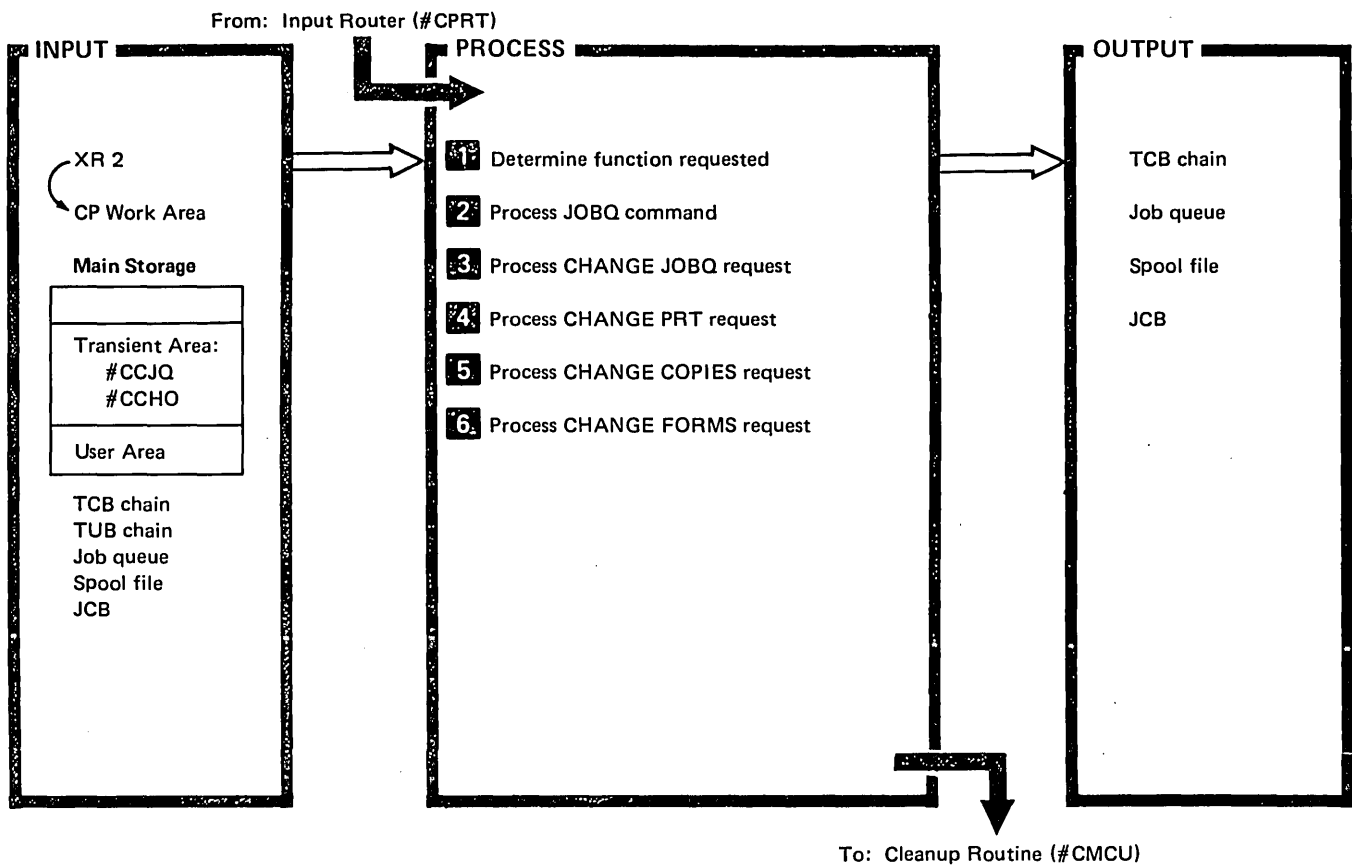 From: Input Router (#CPRT)
INPUT
XR 2
CP Work Area
Main Storage
Transient Area:
#CCJQ
#CCHO
User Area
TCB chain
TUB chain
Job queue
Spool file
JCB
PROCESS
1 Determine function requested
2 Process JOBQ command
3 Process CHANGE JOBQ request
4 Process CHANGE PRT request
5 Process CHANGE COPIES request
6 Process CHANGE FORMS request
OUTPUT
TCB chain
Job queue
Spool file
JCB
To: Cleanup Routine (#CMCU)